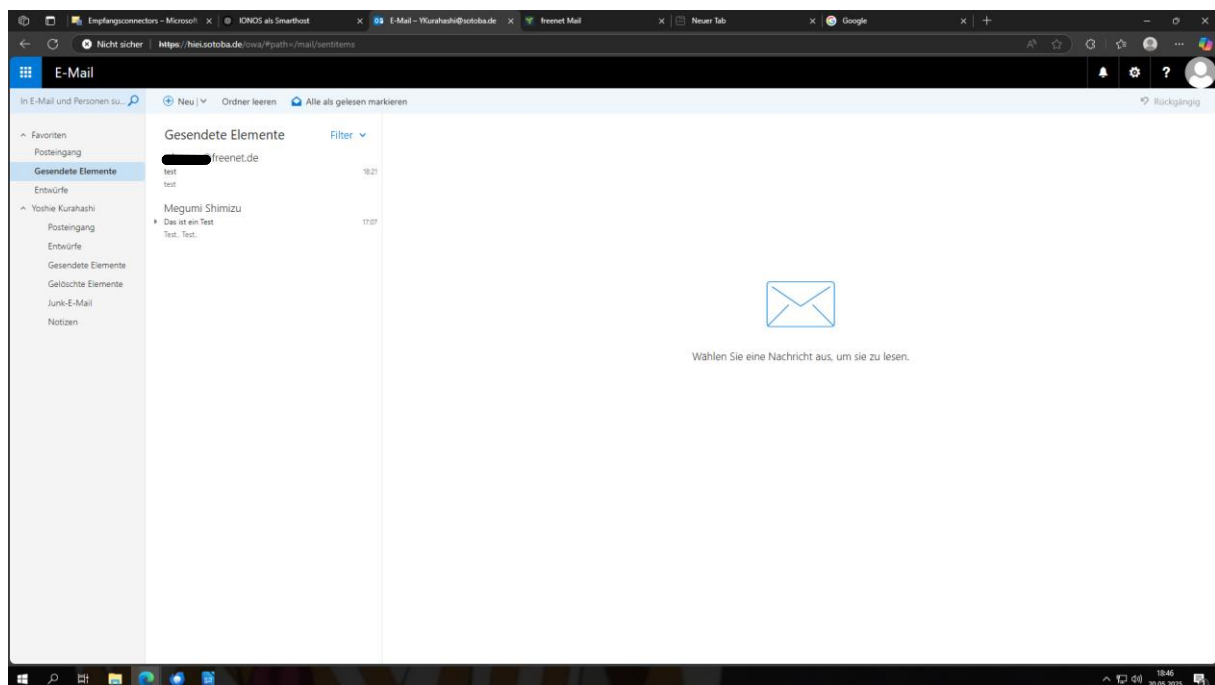 Empfangsconnectors – Microsoft
IONOS als Smarthost
E-Mail – YKurahashi@sotoba.de
freenet Mail
Neuer Tab
Google
Nicht sicher https://hiei.sotoba.de/owa/#path=/mail/sentitems
E-Mail
In E-Mail und Personen su...
Neu
Ordner leeren
Alle als gelesen markieren
Rückgängig
Favoriten
Posteingang
Gesendete Elemente
Entwürfe
Yoshie Kurahashi
Posteingang
Entwürfe
Gesendete Elemente
Gelöschte Elemente
Junk-E-Mail
Notizen
Gesendete Elemente
Filter
@freenet.de
test 18:21
test
Megumi Shimizu
Das ist ein Test 17:07
Test. Test.
Wählen Sie eine Nachricht aus, um sie zu lesen.
18:46
20.05.2025